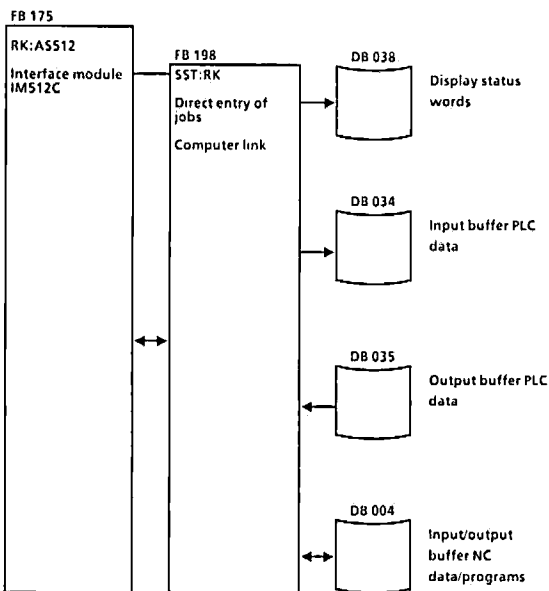 FB 175
RK:AS512
Interface module
IM512C
FB 198
SST:RK
Direct entry of
jobs
Computer link
DB 038
Display status
words
DB 034
Input buffer PLC
data
DB 035
Output buffer PLC
data
DB 004
Input/output
buffer NC
data/programs